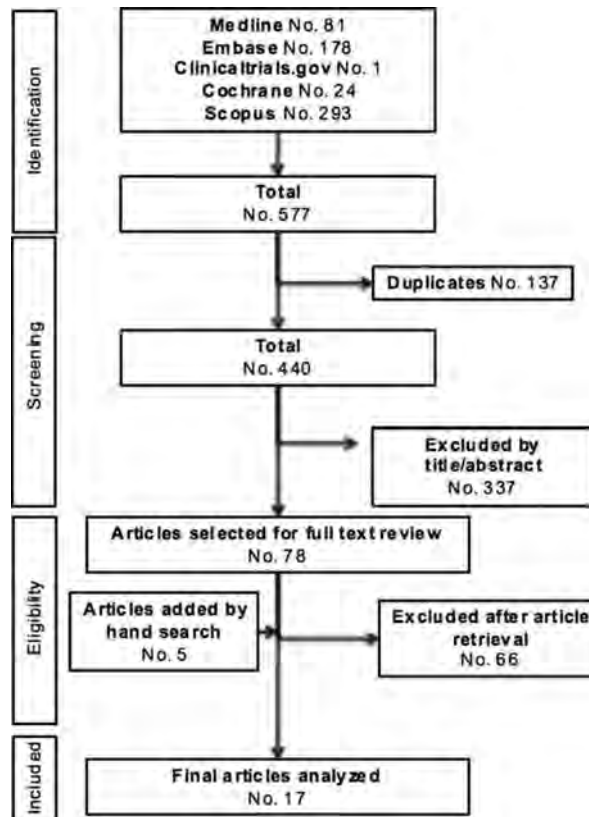 Identification
Medline No. 81
Embase No. 178
Clinicaltrials.gov No. 1
Cochrane No. 24
Scopus No. 293
Total
No. 577
Screening
Duplicates No. 137
Total
No. 440
Excluded by
title/abstract
No. 337
Eligibility
Articles selected for full text review
No. 78
Articles added by
hand search
No. 5
Excluded after article
retrieval
No. 66
Included
Final articles analyzed
No. 17